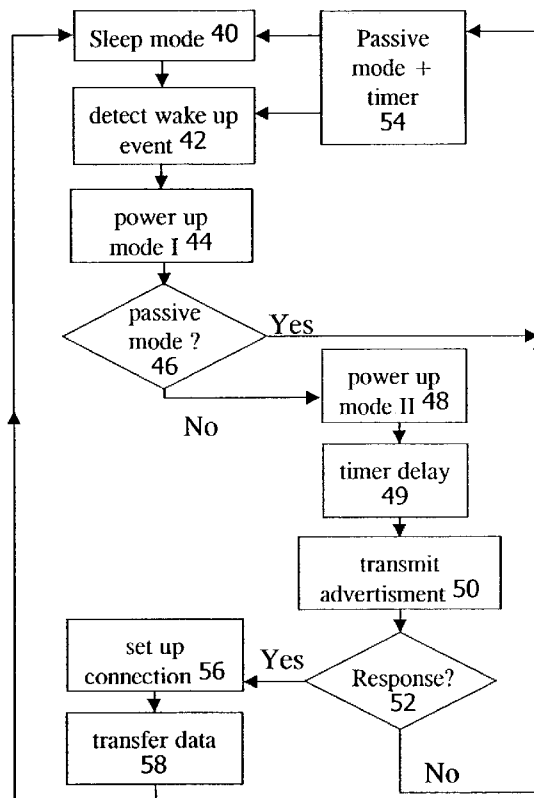 Sleep mode 40
Passive
mode +
timer
54
detect wake up
event 42
power up
mode I 44
passive
mode ?
46
Yes
No
power up
mode II 48
timer delay
49
transmit
advertisment 50
Response?
52
Yes
No
set up
connection 56
transfer data
58